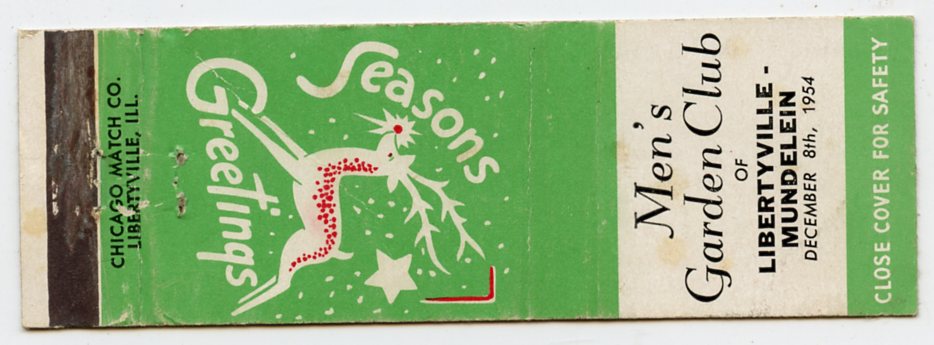 CHICAGO MATCH CO.
LIBERTYVILLE, ILL.
Seasons
Greetings
Men's
Garden Club
OF
LIBERTYVILLE -
MUNDELEIN
DECEMBER 8th, 1954
CLOSE COVER FOR SAFETY